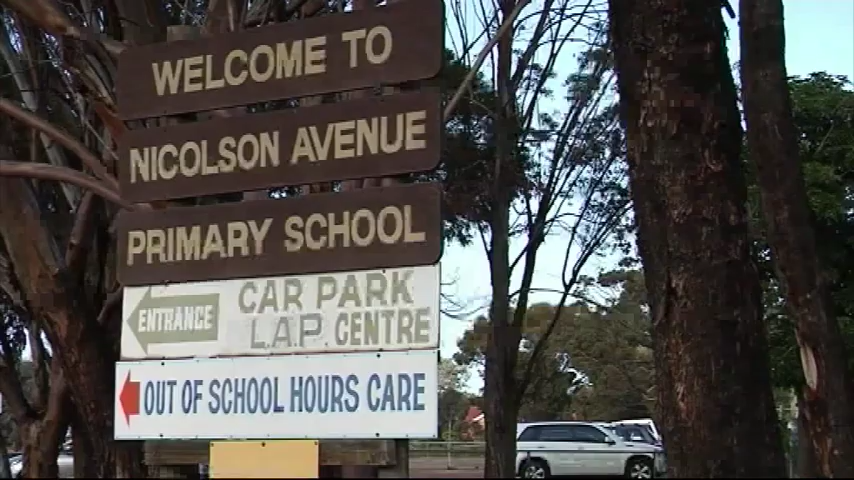 WELCOME TO
NICOLSON AVENUE
PRIMARY SCHOOL
ENTRANCE
CAR PARK
L.A.P. CENTRE
OUT OF SCHOOL HOURS CARE